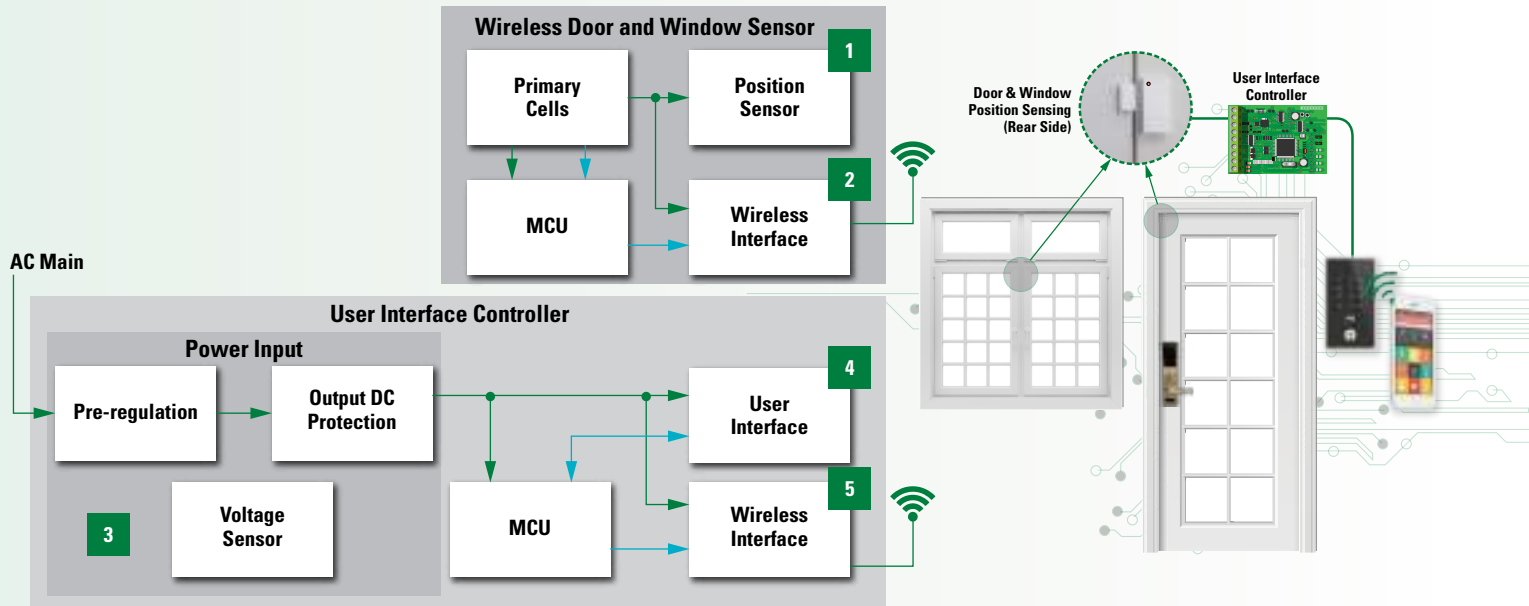 Wireless Door and Window Sensor
1
Primary
Cells
Position
Sensor
2
MCU
Wireless
Interface
AC Main
User Interface Controller
Power Input
Pre-regulation
Output DC
Protection
4
User
Interface
3
Voltage
Sensor
MCU
5
Wireless
Interface
Door & Window
Position Sensing
(Rear Side)
User Interface
Controller